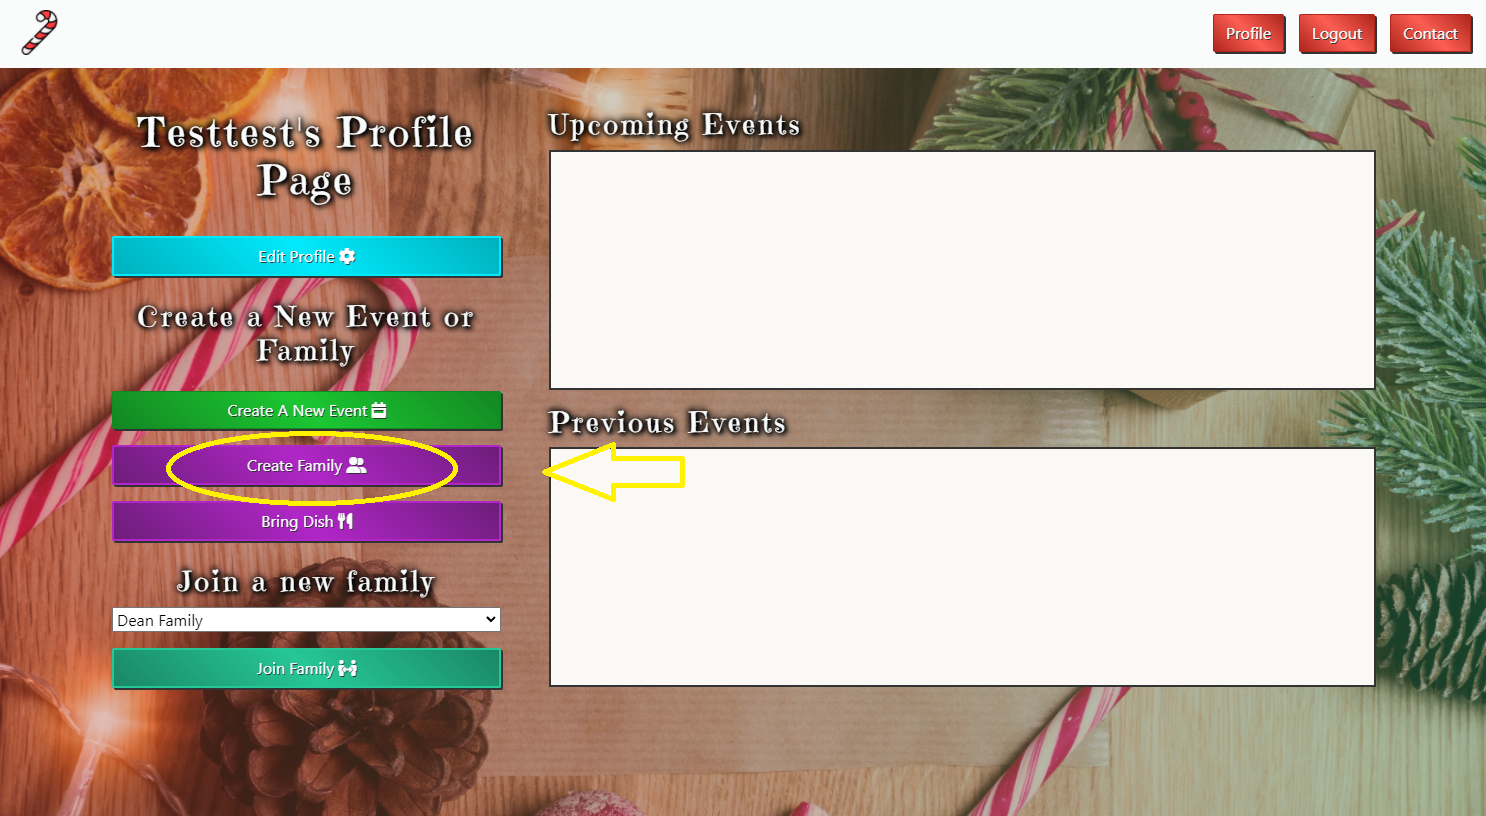 Profile
Logout
Contact
Testtest's Profile
Page
Edit Profile
Create a New Event or
Family
Create A New Event
Create Family
Bring Dish
Join a new family
Dean Family
Join Family
Upcoming Events
Previous Events